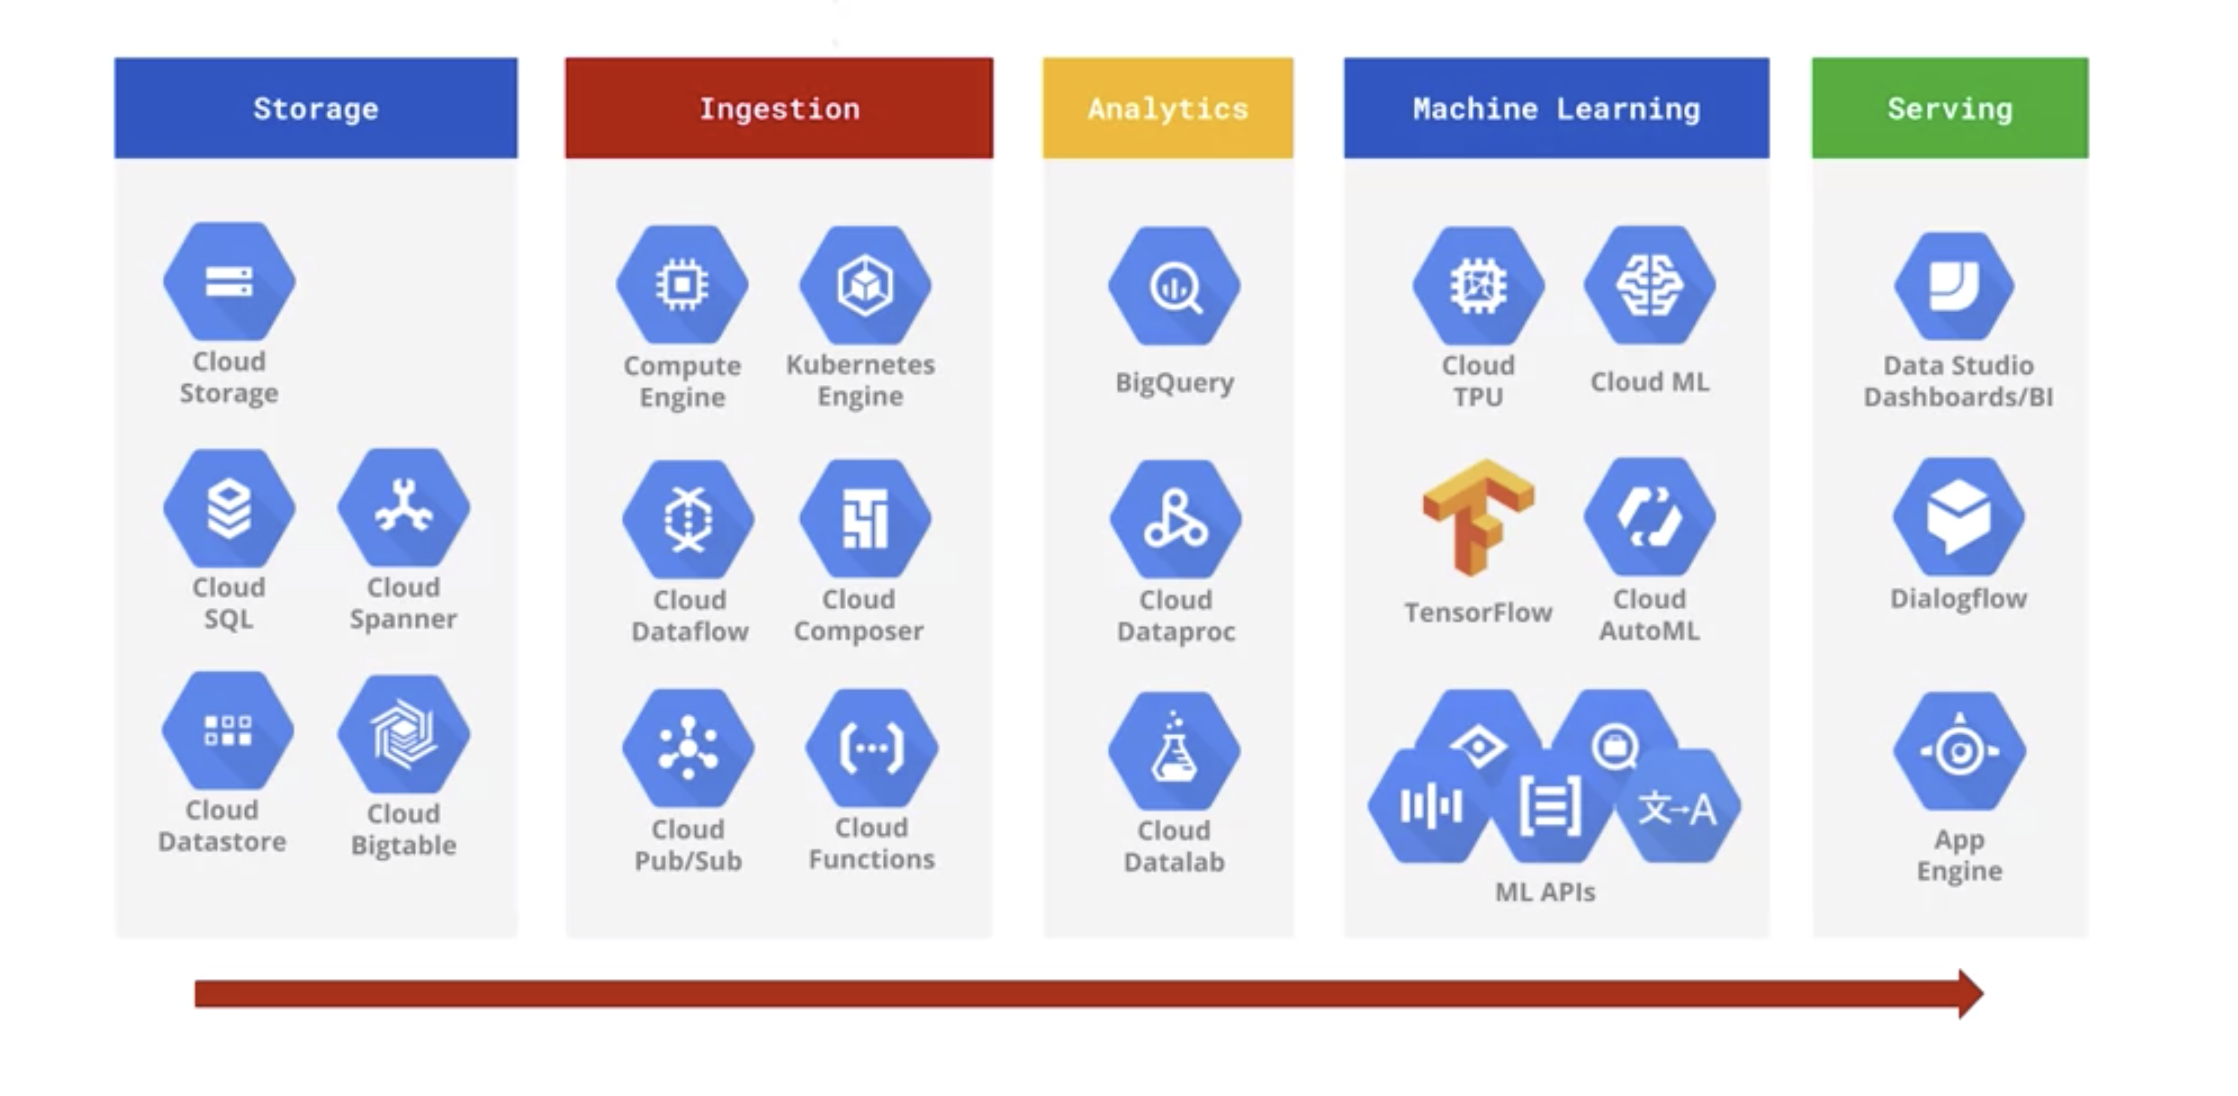 Storage
Ingestion
Analytics
Machine Learning
Serving
Cloud
Storage
Cloud
SQL
Cloud
Spanner
Cloud
Datastore
Cloud
Bigtable
Compute
Engine
Kubernetes
Engine
Cloud
Dataflow
Cloud
Composer
Cloud
Pub/Sub
Cloud
Functions
BigQuery
Cloud
Dataproc
Cloud
Datalab
Cloud
TPU
Cloud ML
TensorFlow
Cloud
AutoML
文→A
ML APIs
Data Studio
Dashboards/BI
Dialogflow
App
Engine